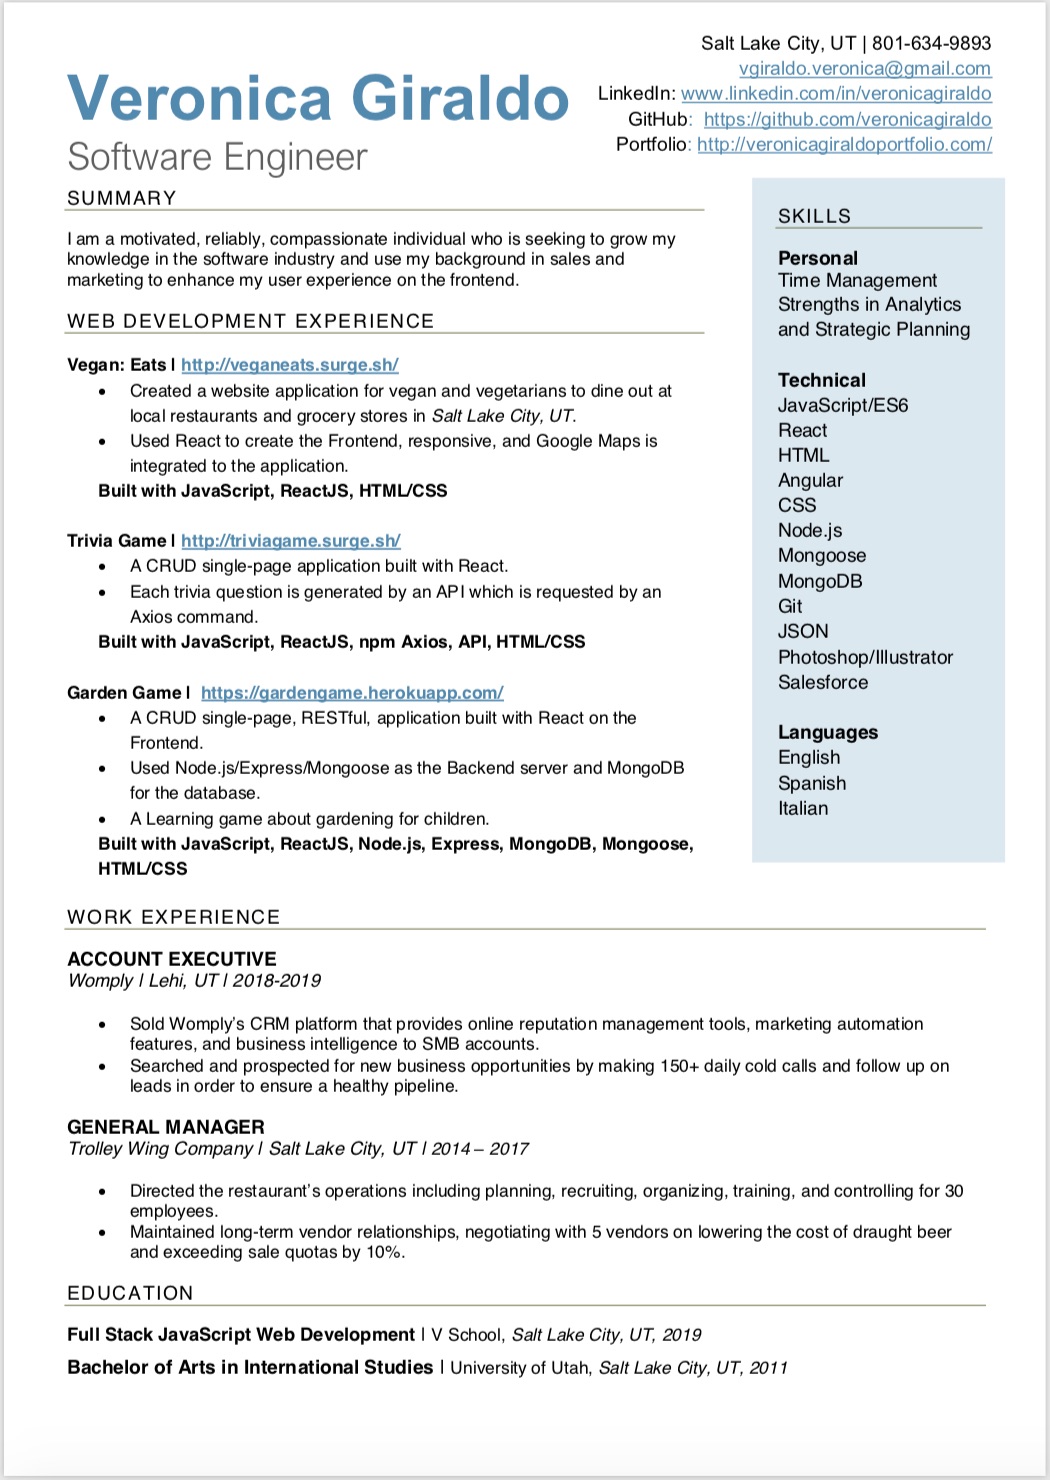 Salt Lake City, UT | 801-634-9893
vgiraldo.veronica@gmail.com
LinkedIn: www.linkedin.com/in/veronicagiraldo
GitHub: https://github.com/veronicagiraldo
Portfolio: http://veronicagiraldoportfolio.com/
Veronica Giraldo
Software Engineer
SUMMARY
I am a motivated, reliably, compassionate individual who is seeking to grow my
knowledge in the software industry and use my background in sales and
marketing to enhance my user experience on the frontend.
WEB DEVELOPMENT EXPERIENCE
Vegan: Eats | http://veganeats.surge.sh/
• Created a website application for vegan and vegetarians to dine out at
local restaurants and grocery stores in Salt Lake City, UT.
• Used React to create the Frontend, responsive, and Google Maps is
integrated to the application.
Built with JavaScript, ReactJS, HTML/CSS
Trivia Game | http://triviagame.surge.sh/
• A CRUD single-page application built with React.
• Each trivia question is generated by an API which is requested by an
Axios command.
Built with JavaScript, ReactJS, npm Axios, API, HTML/CSS
Garden Game | https://gardengame.herokuapp.com/
• A CRUD single-page, RESTful, application built with React on the
Frontend.
• Used Node.js/Express/Mongoose as the Backend server and MongoDB
for the database.
• A Learning game about gardening for children.
Built with JavaScript, ReactJS, Node.js, Express, MongoDB, Mongoose,
HTML/CSS
SKILLS
Personal
Time Management
Strengths in Analytics
and Strategic Planning
Technical
JavaScript/ES6
React
HTML
Angular
CSS
Node.js
Mongoose
MongoDB
Git
JSON
Photoshop/Illustrator
Salesforce
Languages
English
Spanish
Italian
WORK EXPERIENCE
ACCOUNT EXECUTIVE
Womply | Lehi, UT | 2018-2019
• Sold Womply's CRM platform that provides online reputation management tools, marketing automation
features, and business intelligence to SMB accounts.
• Searched and prospected for new business opportunities by making 150+ daily cold calls and follow up on
leads in order to ensure a healthy pipeline.
GENERAL MANAGER
Trolley Wing Company | Salt Lake City, UT | 2014 – 2017
• Directed the restaurant's operations including planning, recruiting, organizing, training, and controlling for 30
employees.
• Maintained long-term vendor relationships, negotiating with 5 vendors on lowering the cost of draught beer
and exceeding sale quotas by 10%.
EDUCATION
Full Stack JavaScript Web Development | V School, Salt Lake City, UT, 2019
Bachelor of Arts in International Studies | University of Utah, Salt Lake City, UT, 2011